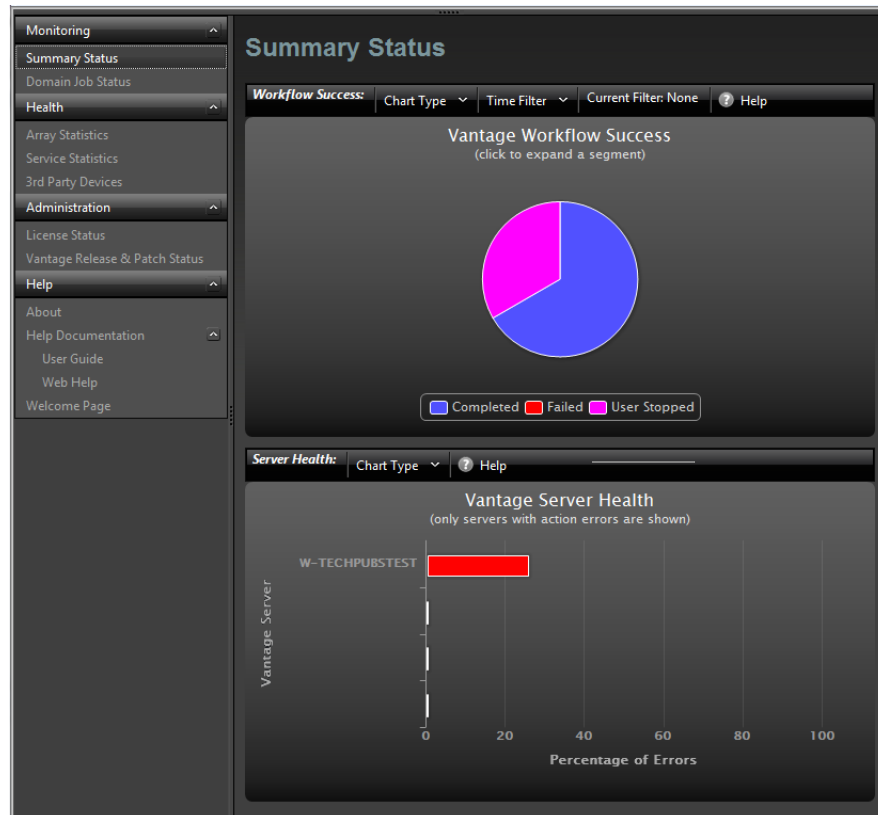 Monitoring
Summary Status
Domain Job Status
Health
Array Statistics
Service Statistics
3rd Party Devices
Administration
License Status
Vantage Release & Patch Status
Help
About
Help Documentation
User Guide
Web Help
Welcome Page
Summary Status
Workflow Success: Chart Type Time Filter Current Filter: None ? Help
Vantage Workflow Success
(click to expand a segment)
Completed Failed User Stopped
Server Health: Chart Type ? Help
Vantage Server Health
(only servers with action errors are shown)
W-TECHPUBSTEST
Vantage Server
0 20 40 60 80 100
Percentage of Errors